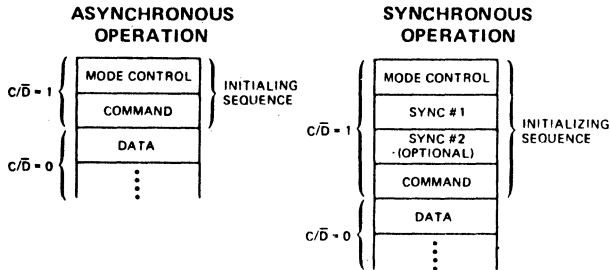 ASYNCHRONOUS
OPERATION
C/D̅ = 1
MODE CONTROL
COMMAND
INITIALING
SEQUENCE
C/D̅ = 0
DATA
SYNCHRONOUS
OPERATION
C/D̅ = 1
MODE CONTROL
SYNC #1
SYNC #2
(OPTIONAL)
COMMAND
INITIALIZING
SEQUENCE
C/D̅ = 0
DATA